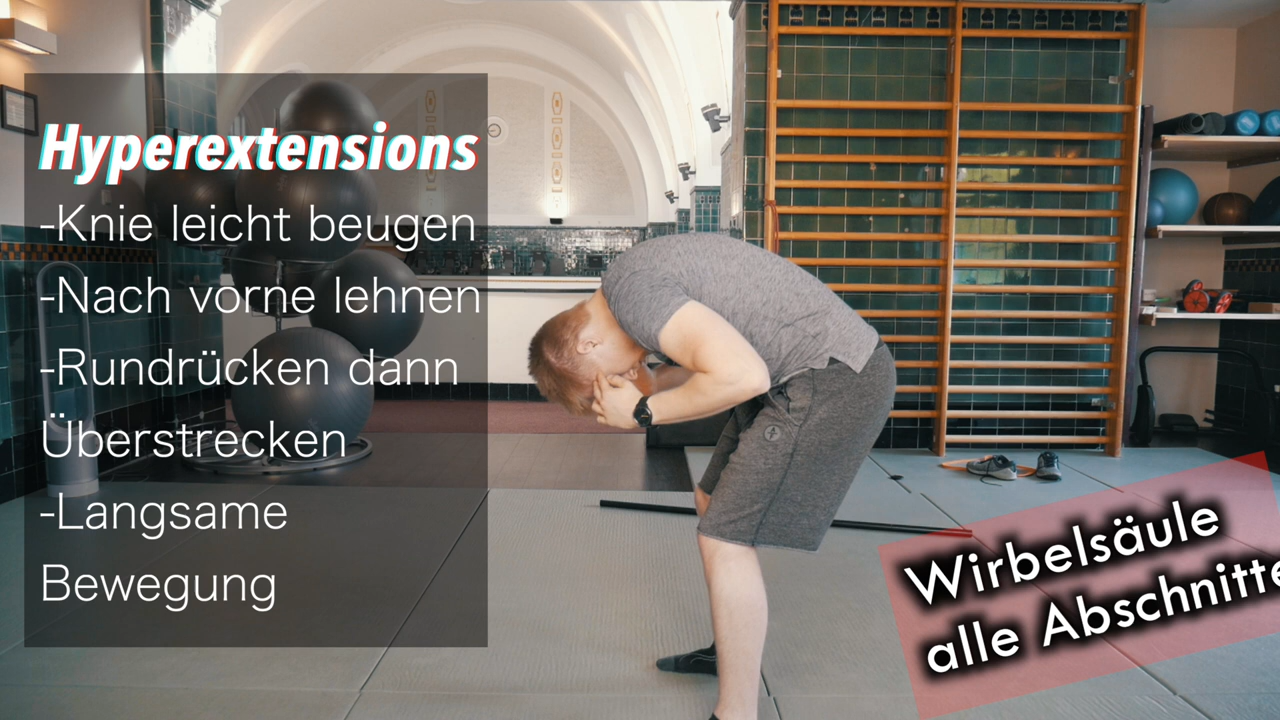 Hyperextensions
-Knie leicht beugen
-Nach vorne lehnen
-Rundrücken dann
Überstrecken
-Langsame
Bewegung
Wirbelsäule
alle Abschnitte